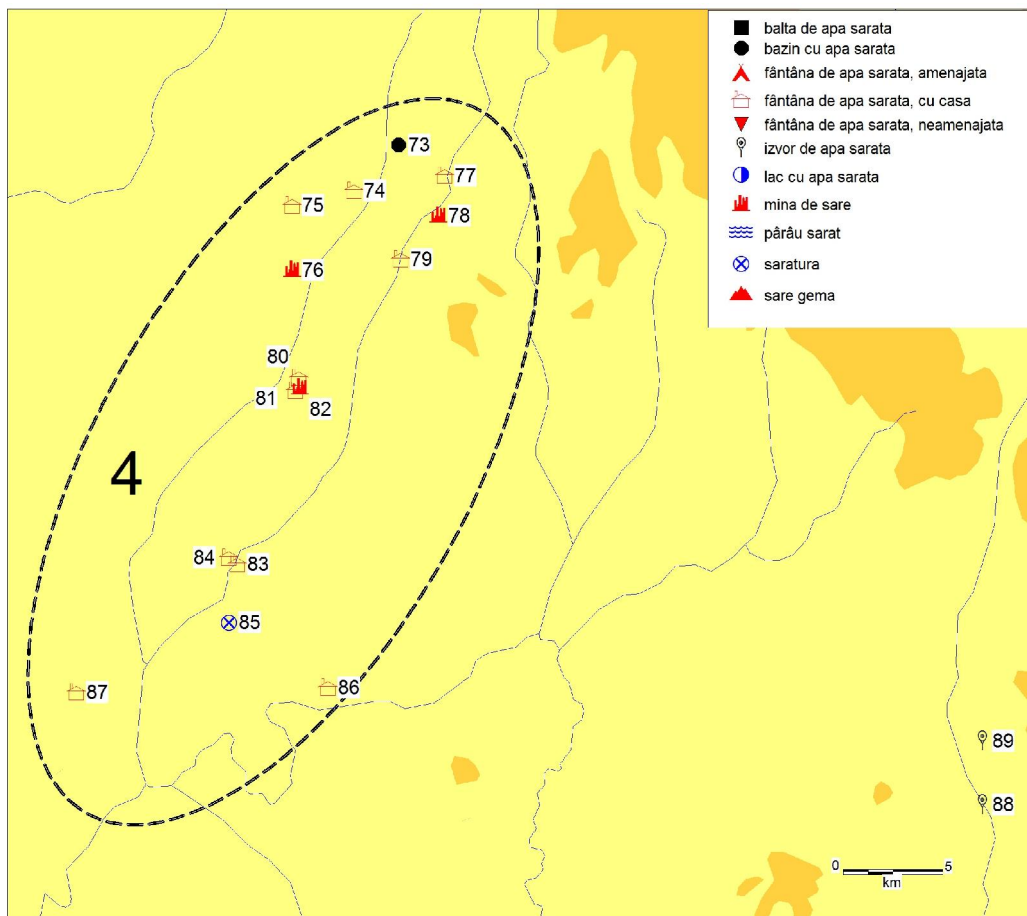 balta de apa sarata
bazin cu apa sarata
fântâna de apa sarata, amenajata
fântâna de apa sarata, cu casa
fântâna de apa sarata, neamenajata
izvor de apa sarata
lac cu apa sarata
mina de sare
pârâu sarat
saratura
sare gema
73
77
74
75
78
79
76
80
81
82
4
84
83
85
86
87
89
88
0 5
km